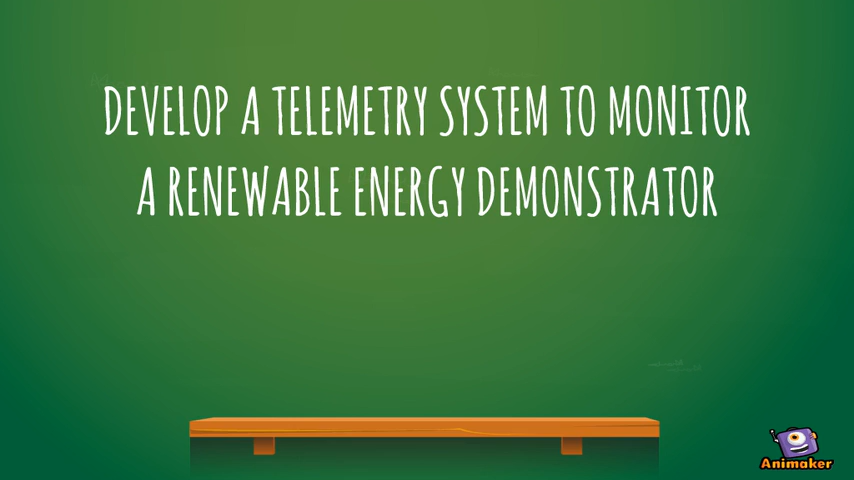 DEVELOP A TELEMETRY SYSTEM TO MONITOR
A RENEWABLE ENERGY DEMONSTRATOR
Animaker